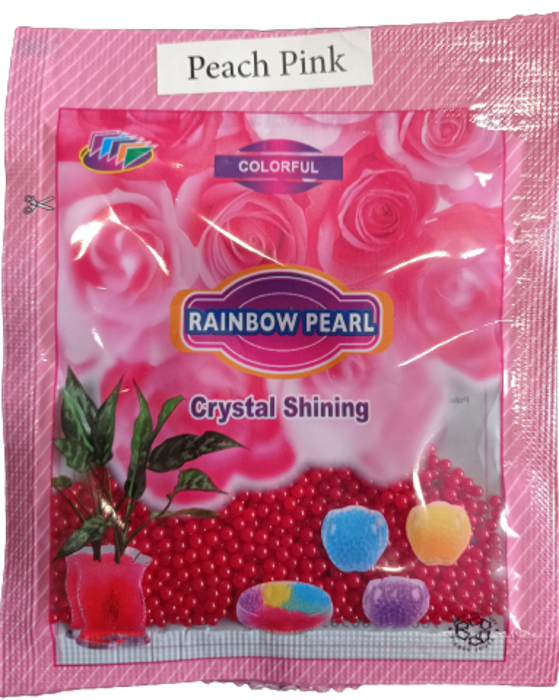 Peach Pink
COLORFUL
RAINBOW PEARL
Crystal Shining